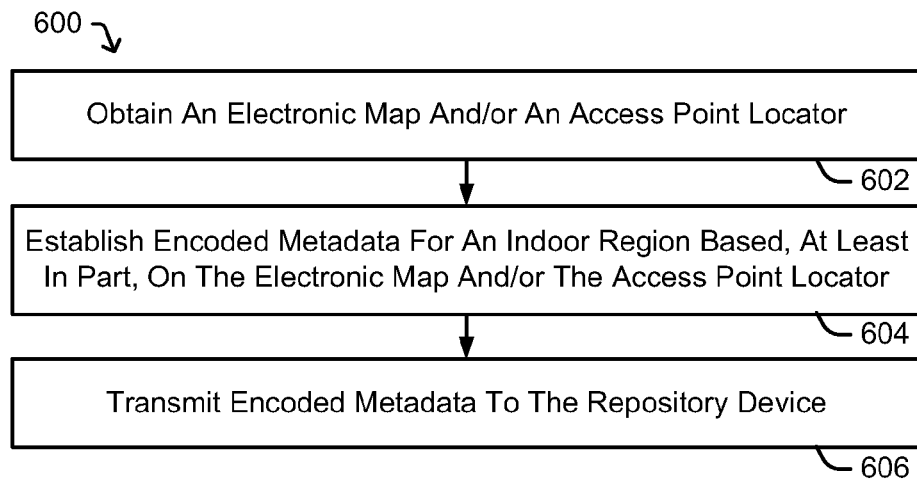 600
Obtain An Electronic Map And/or An Access Point Locator
602
Establish Encoded Metadata For An Indoor Region Based, At Least
In Part, On The Electronic Map And/or The Access Point Locator
604
Transmit Encoded Metadata To The Repository Device
606